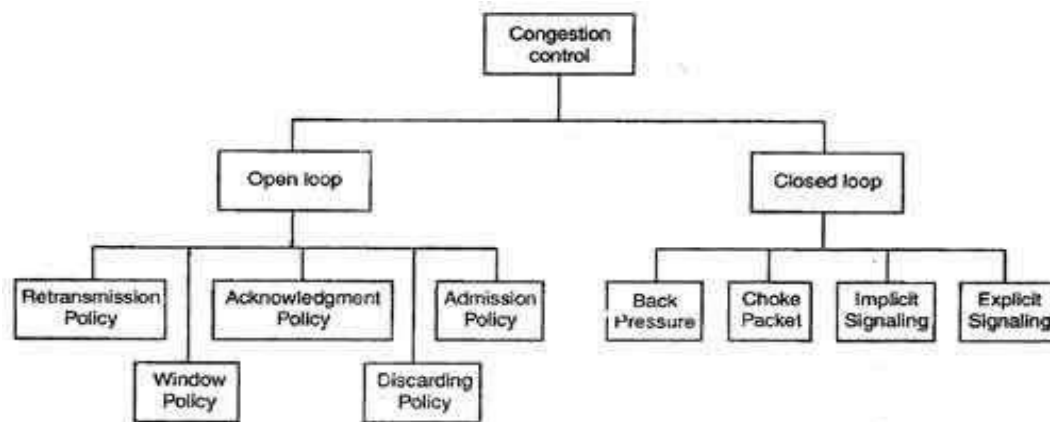 Congestion
control
Open loop
Closed loop
Retransmission
Policy
Acknowledgment
Policy
Admission
Policy
Window
Policy
Discarding
Policy
Back
Pressure
Choke
Packet
Implicit
Signaling
Explicit
Signaling